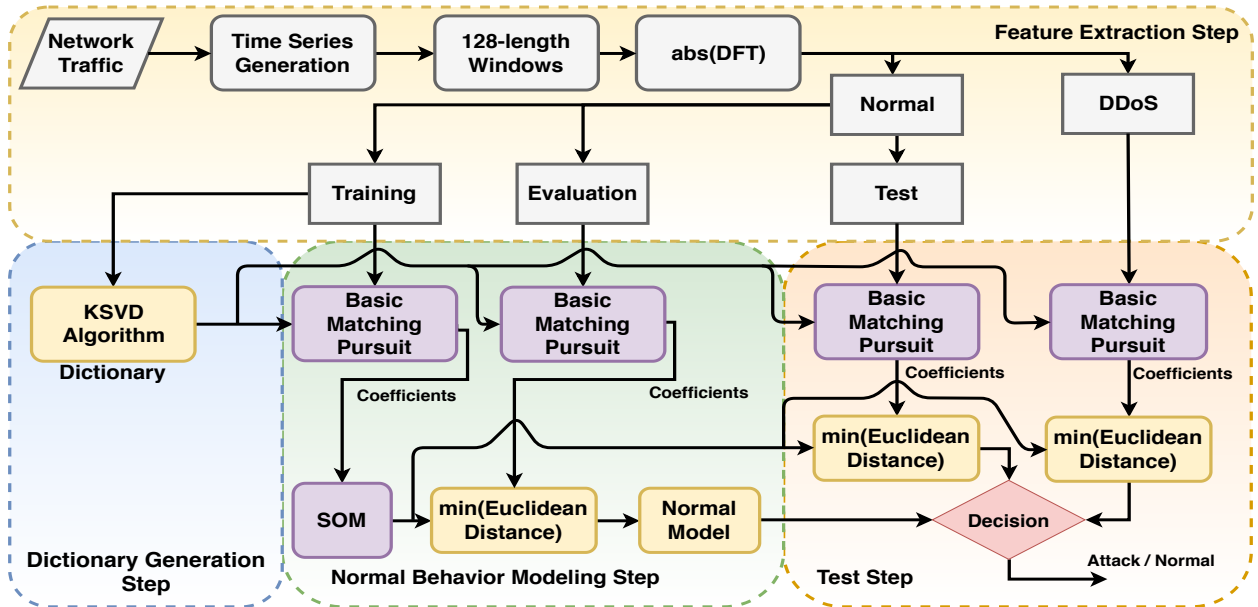 Network
Traffic
Time Series
Generation
128-length
Windows
abs(DFT)
Feature Extraction Step
Normal
DDoS
Training
Evaluation
Test
KSVD
Algorithm
Dictionary
Basic
Matching
Pursuit
Basic
Matching
Pursuit
Basic
Matching
Pursuit
Basic
Matching
Pursuit
Coefficients
Coefficients
Coefficients
Coefficients
min(Euclidean
Distance)
min(Euclidean
Distance)
SOM
min(Euclidean
Distance)
Normal
Model
Decision
Attack / Normal
Dictionary Generation
Step
Normal Behavior Modeling Step
Test Step